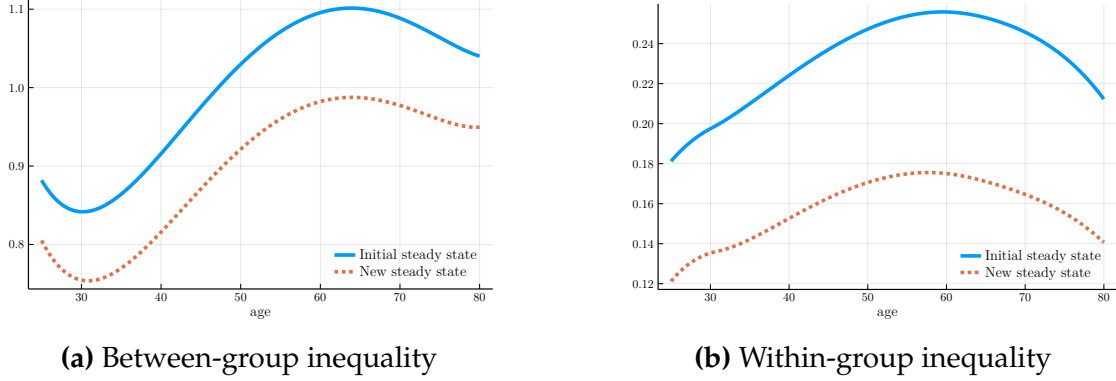 1.1
1.0
0.9
0.8
30 40 50 60 70 80
age
Initial steady state
New steady state
(a) Between-group inequality
0.24
0.22
0.20
0.18
0.16
0.14
0.12
30 40 50 60 70 80
age
Initial steady state
New steady state
(b) Within-group inequality